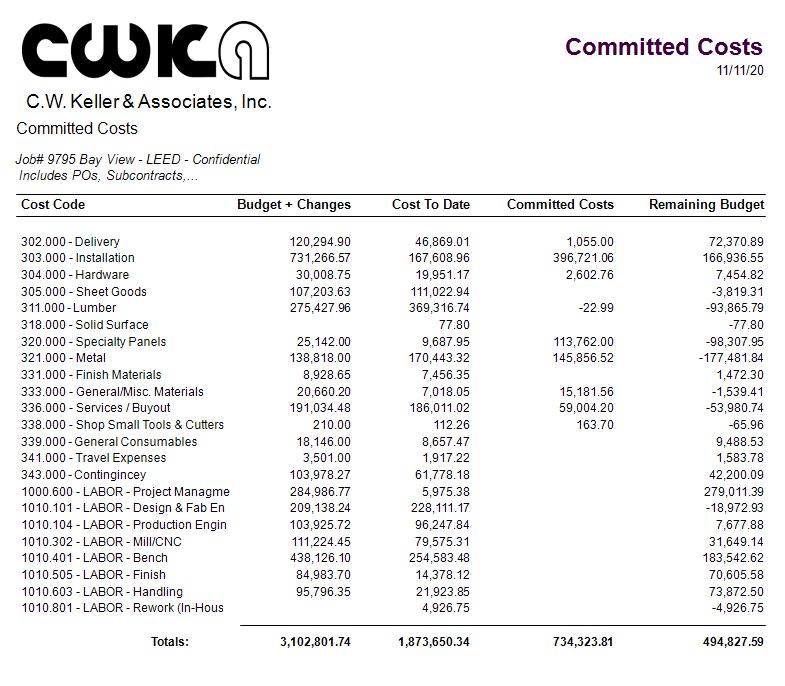 CWKA
Committed Costs
11/11/20
C.W. Keller & Associates, Inc.
Committed Costs
Job# 9795 Bay View - LEED - Confidential
Includes POs, Subcontracts,...
Cost Code Budget + Changes Cost To Date Committed Costs Remaining Budget
302.000 - Delivery 120,294.90 46,869.01 1,055.00 72,370.89
303.000 - Installation 731,266.57 167,608.96 396,721.06 166,936.55
304.000 - Hardware 30,008.75 19,951.17 2,602.76 7,454.82
305.000 - Sheet Goods 107,203.63 111,022.94 -3,819.31
311.000 - Lumber 275,427.96 369,316.74 -22.99 -93,865.79
318.000 - Solid Surface 77.80 -77.80
320.000 - Specialty Panels 25,142.00 9,687.95 113,762.00 -98,307.95
321.000 - Metal 138,818.00 170,443.32 145,856.52 -177,481.84
331.000 - Finish Materials 8,928.65 7,456.35 1,472.30
333.000 - General/Misc. Materials 20,660.20 7,018.05 15,181.56 -1,539.41
336.000 - Services / Buyout 191,034.48 186,011.02 59,004.20 -53,980.74
338.000 - Shop Small Tools & Cutters 210.00 112.26 163.70 -65.96
339.000 - General Consumables 18,146.00 8,657.47 9,488.53
341.000 - Travel Expenses 3,501.00 1,917.22 1,583.78
343.000 - Contingincey 103,978.27 61,778.18 42,200.09
1000.600 - LABOR - Project Managme 284,986.77 5,975.38 279,011.39
1010.101 - LABOR - Design & Fab En 209,138.24 228,111.17 -18,972.93
1010.104 - LABOR - Production Engin 103,925.72 96,247.84 7,677.88
1010.302 - LABOR - Mill/CNC 111,224.45 79,575.31 31,649.14
1010.401 - LABOR - Bench 438,126.10 254,583.48 183,542.62
1010.505 - LABOR - Finish 84,983.70 14,378.12 70,605.58
1010.603 - LABOR - Handling 95,796.35 21,923.85 73,872.50
1010.801 - LABOR - Rework (In-Hous 4,926.75 -4,926.75
Totals: 3,102,801.74 1,873,650.34 734,323.81 494,827.59